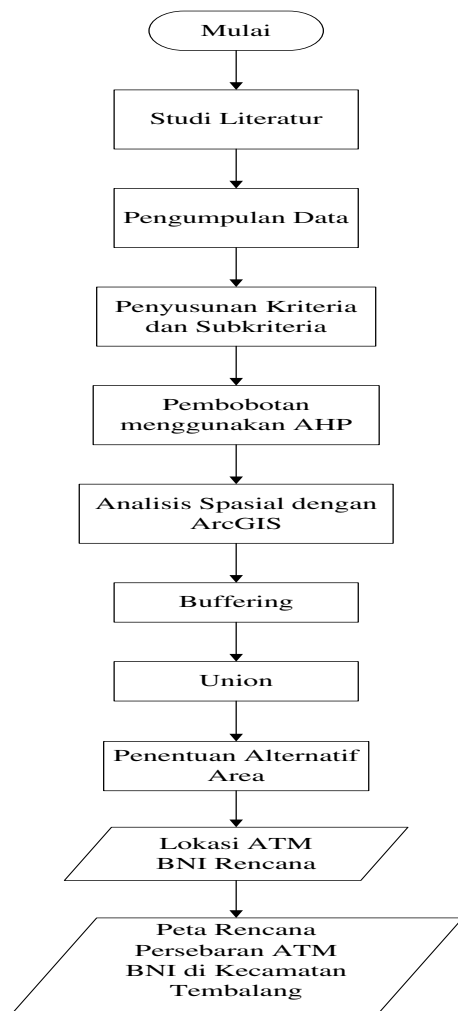 Mulai
Studi Literatur
Pengumpulan Data
Penyusunan Kriteria
dan Subkriteria
Pembobotan
menggunakan AHP
Analisis Spasial dengan
ArcGIS
Buffering
Union
Penentuan Alternatif
Area
Lokasi ATM
BNI Rencana
Peta Rencana
Persebaran ATM
BNI di Kecamatan
Tembalang